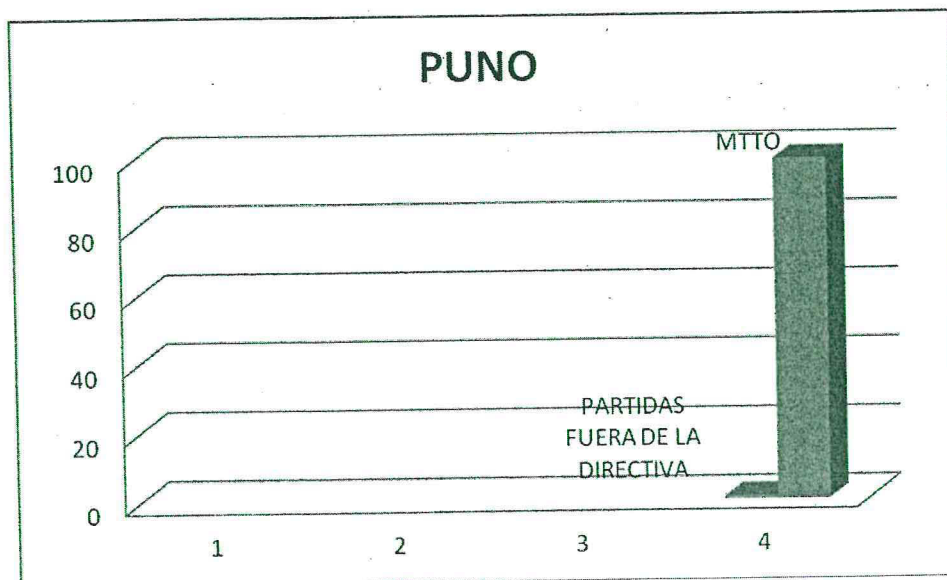 PUNO
MTTO
100
80
60
40
PARTIDAS
FUERA DE LA
DIRECTIVA
20
0
1 2 3 4